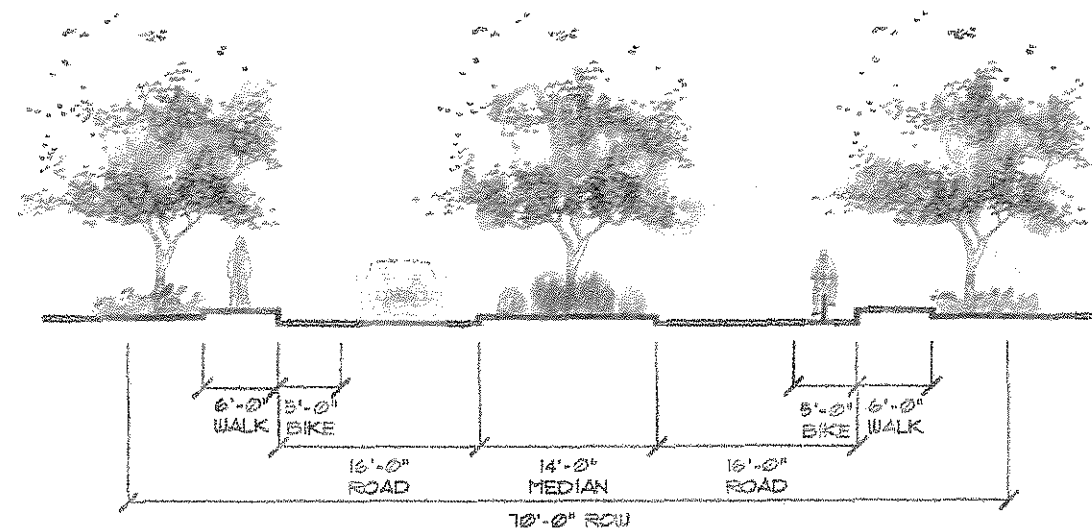 6'-0"
WALK
5'-0"
BIKE
5'-0"
BIKE
6'-0"
WALK
16'-0"
ROAD
14'-0"
MEDIAN
16'-0"
ROAD
70'-0" ROW